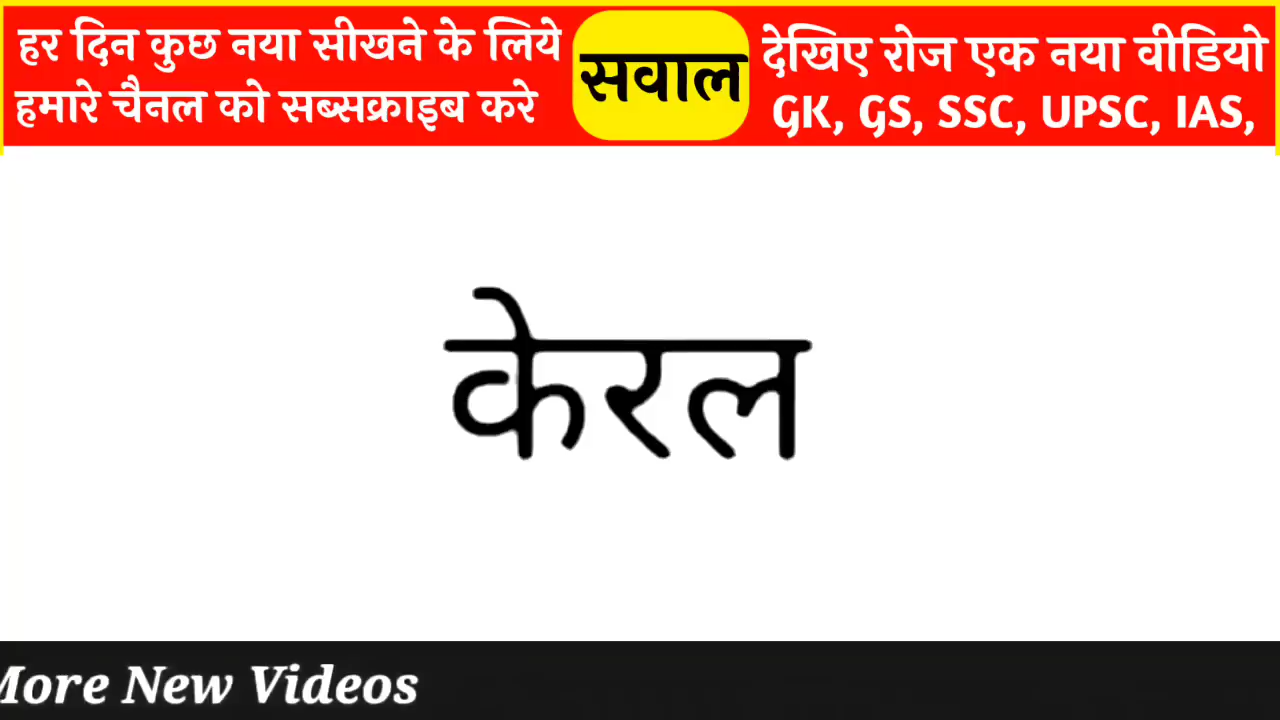 हर दिन कुछ नया सीखने के लिये
हमारे चैनल को सब्सक्राइब करे
सवाल
देखिए रोज एक नया वीडियो
GK, GS, SSC, UPSC, IAS,
केरल
More New Videos